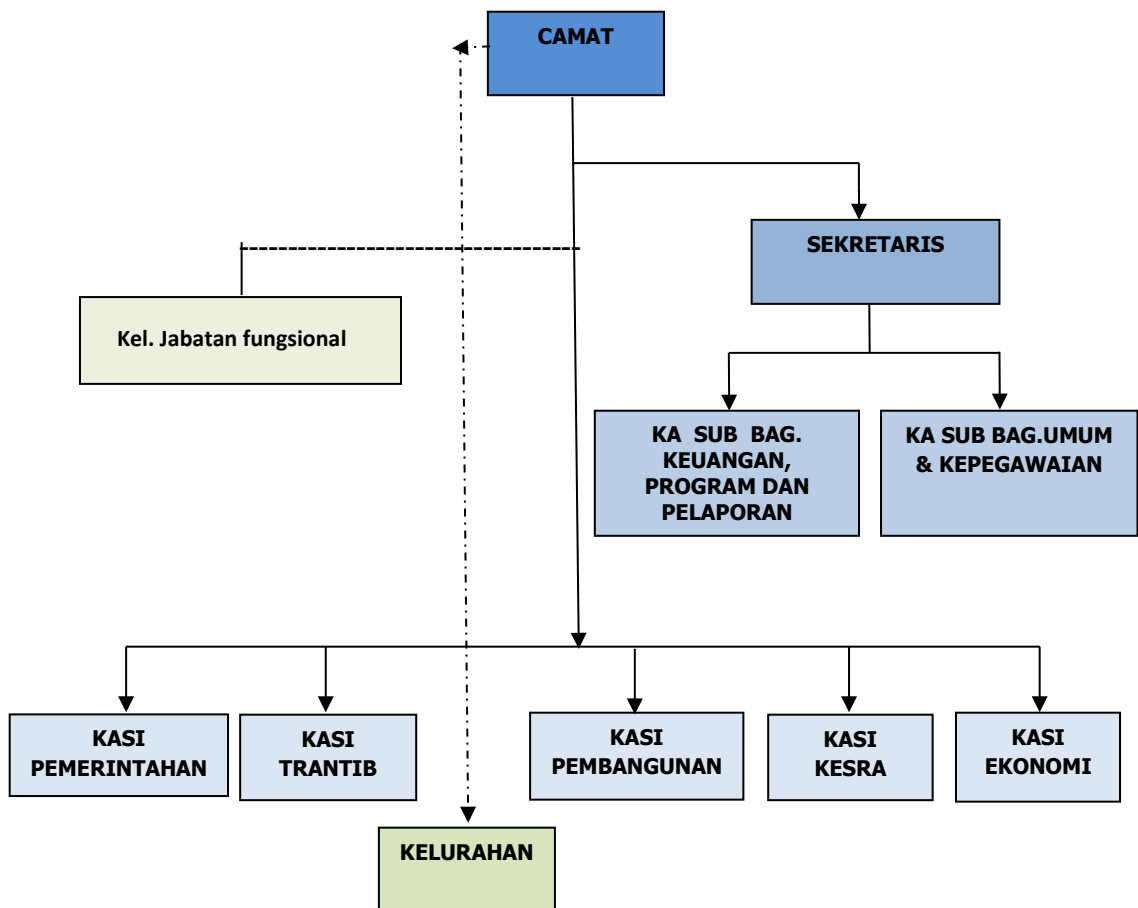 CAMAT
SEKRETARIS
Kel. Jabatan fungsional
KA SUB BAG.
KEUANGAN,
PROGRAM DAN
PELAPORAN
KA SUB BAG.UMUM
& KEPEGAWAIAN
KASI
PEMERINTAHAN
KASI
TRANTIB
KASI
PEMBANGUNAN
KASI
KESRA
KASI
EKONOMI
KELURAHAN